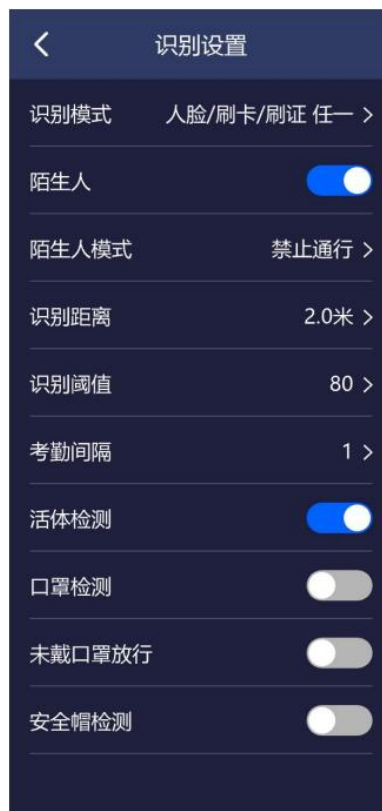 识别设置
识别模式 人脸/刷卡/刷证 任一
陌生人
陌生人模式 禁止通行
识别距离 2.0米
识别阈值 80
考勤间隔 1
活体检测
口罩检测
未戴口罩放行
安全帽检测